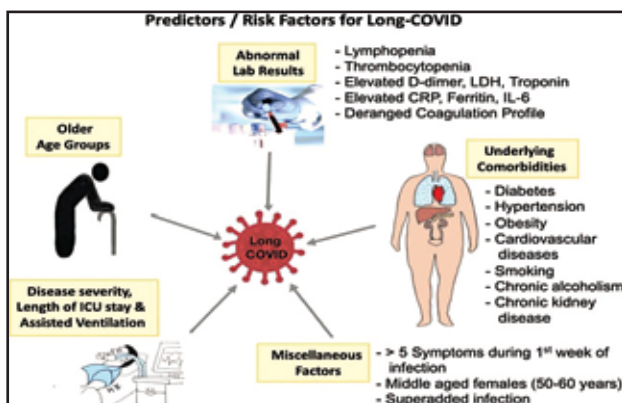 Predictors / Risk Factors for Long-COVID
Abnormal
Lab Results
- Lymphopenia
- Thrombocytopenia
- Elevated D-dimer, LDH, Troponin
- Elevated CRP, Ferritin, IL-6
- Deranged Coagulation Profile
Older
Age Groups
Underlying
Comorbidities
- Diabetes
- Hypertension
- Obesity
- Cardiovascular
diseases
- Smoking
- Chronic alcoholism
- Chronic kidney
disease
Long
COVID
Disease severity,
Length of ICU stay &
Assisted Ventilation
Miscellaneous
Factors
- > 5 Symptoms during 1st week of
infection
- Middle aged females (50-60 years)
- Superadded infection